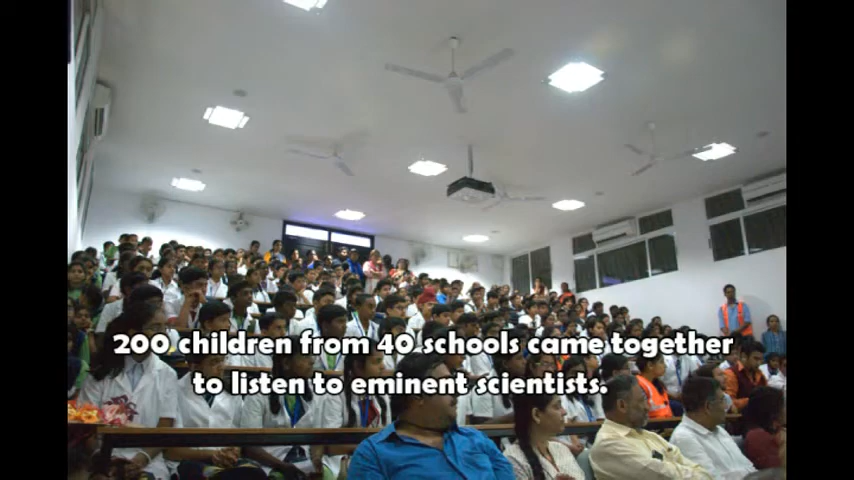 200 children from 40 schools came together
to listen to eminent scientists.